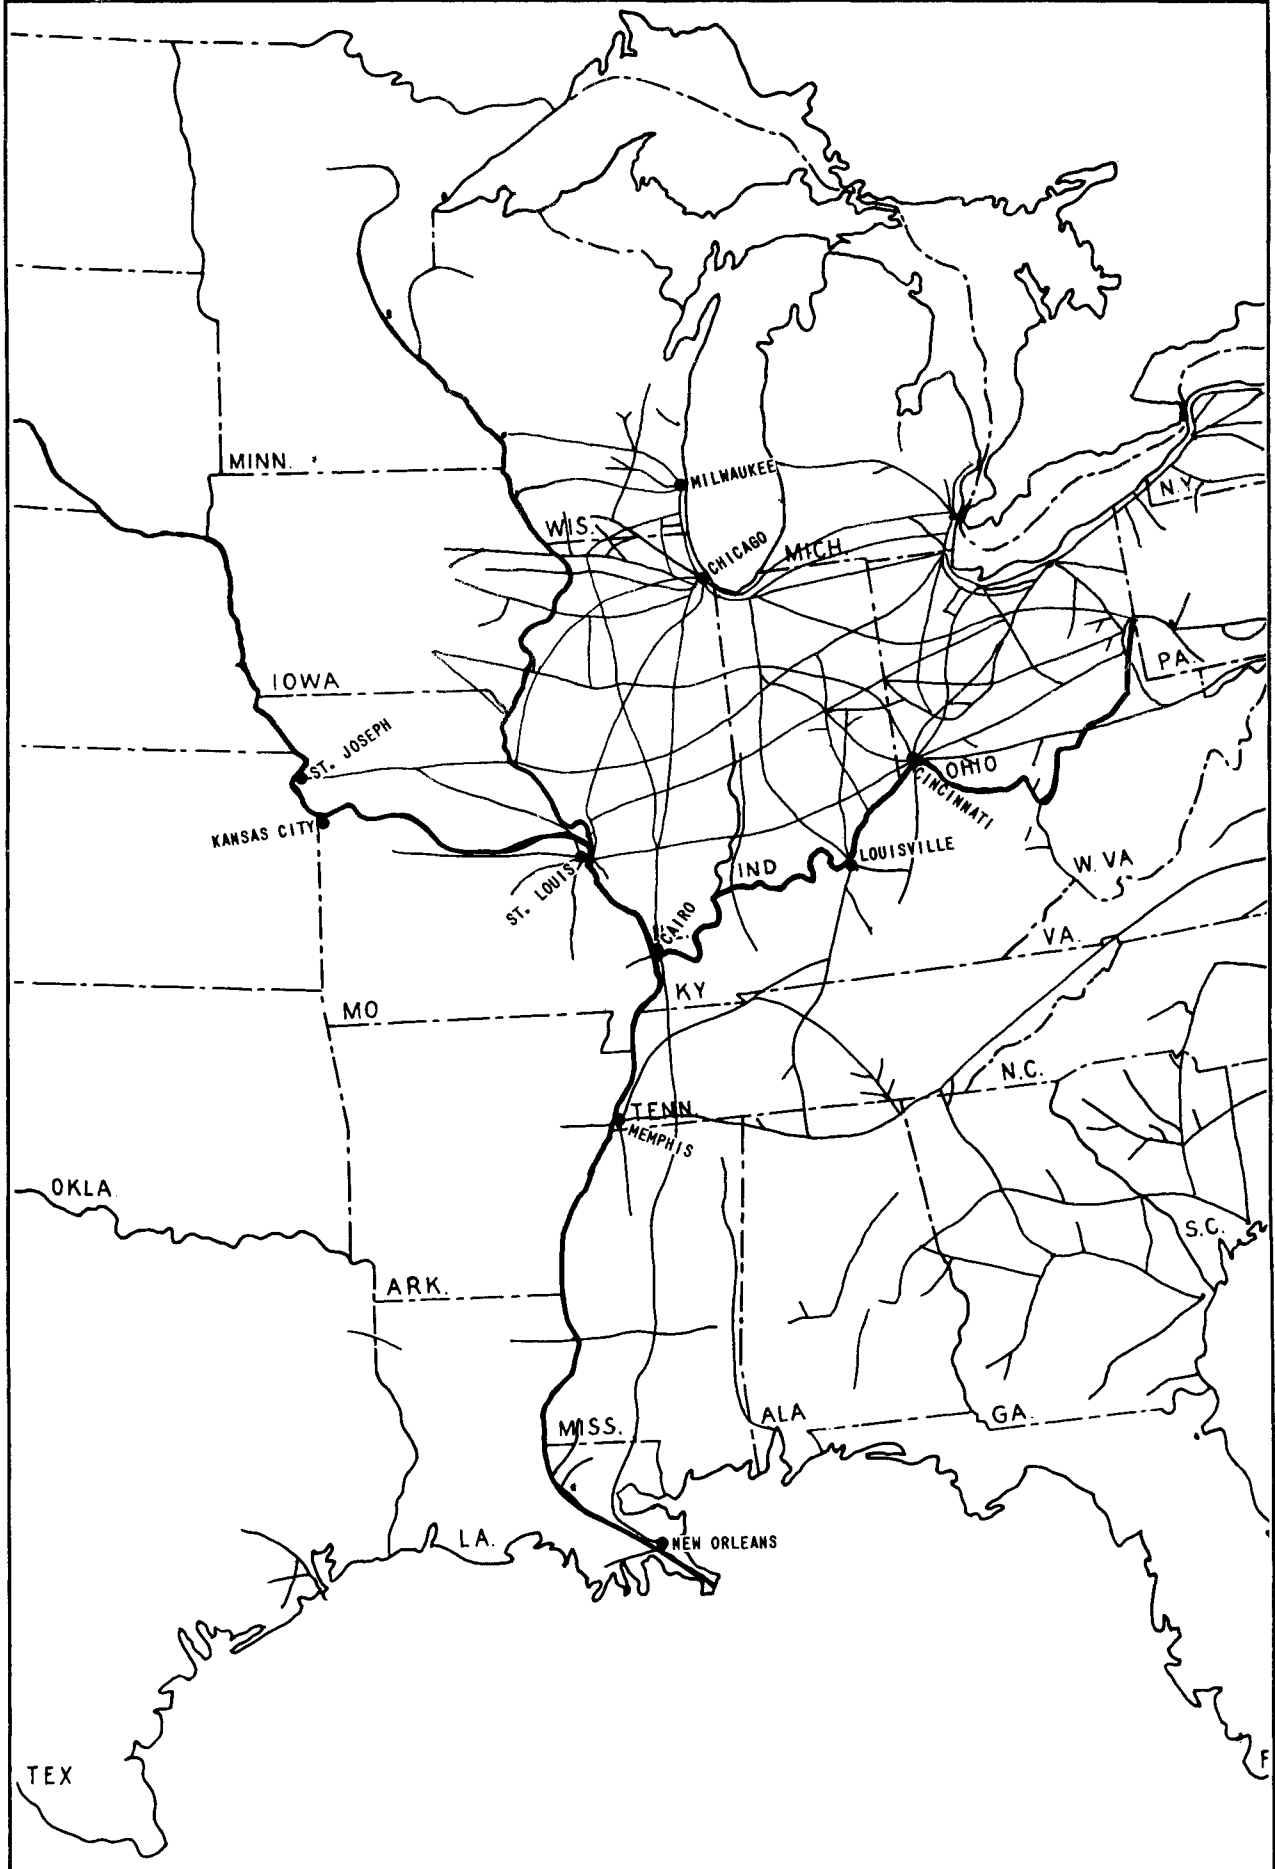 MINN.
MILWAUKEE
N.Y.
WIS.
CHICAGO
MICH.
PA.
IOWA
ST. JOSEPH
OHIO
CINCINNATI
KANSAS CITY
LOUISVILLE
IND
W. VA
ST. LOUIS
CAIRO
VA.
KY
MO
N.C.
TENN.
MEMPHIS
OKLA.
S.C.
ARK.
ALA
GA.
MISS.
LA.
NEW ORLEANS
TEX
F